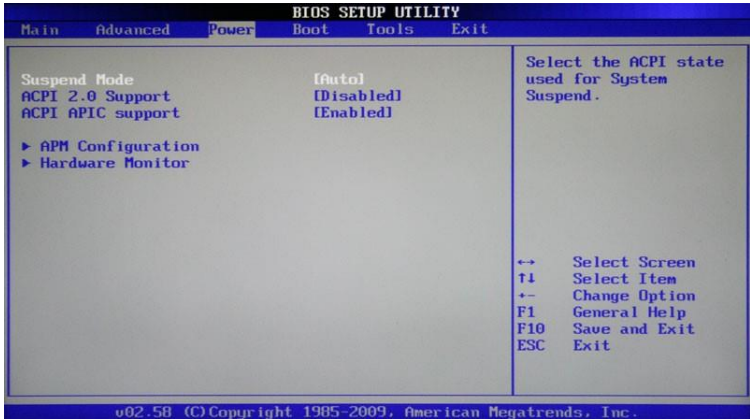 BIOS SETUP UTILITY
Main Advanced Power Boot Tools Exit
Suspend Mode [Auto]
ACPI 2.0 Support [Disabled]
ACPI APIC support [Enabled]
▶ APM Configuration
▶ Hardware Monitor
Select the ACPI state
used for System
Suspend.
↔ Select Screen
↑↓ Select Item
+- Change Option
F1 General Help
F10 Save and Exit
ESC Exit
v02.58 (C)Copyright 1985-2009, American Megatrends, Inc.